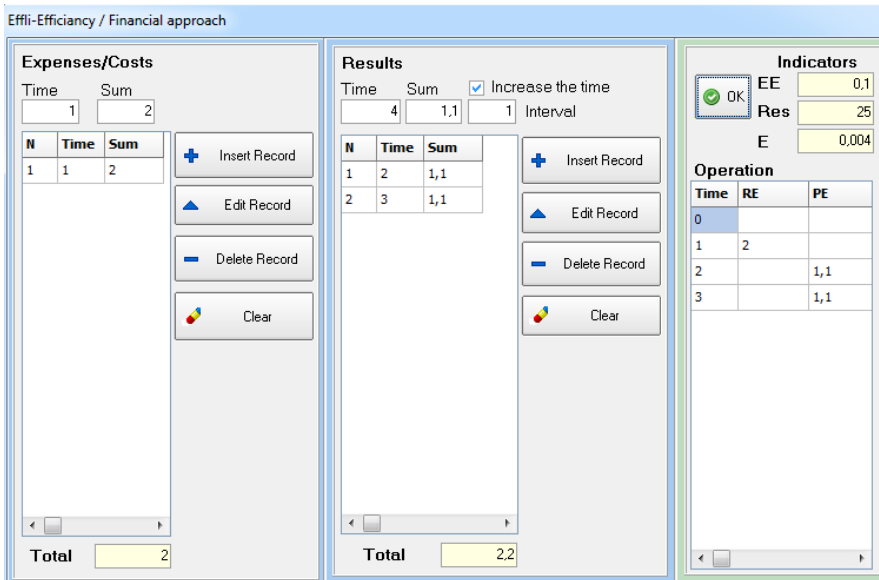 Effli-Efficiancy / Financial approach
Expenses/Costs
Time Sum
1 2
N Time Sum
1 1 2
Insert Record
Edit Record
Delete Record
Clear
Total 2
Results
Time Sum Increase the time
4 1,1 1 Interval
N Time Sum
1 2 1,1
2 3 1,1
Insert Record
Edit Record
Delete Record
Clear
Total 2,2
Indicators
OK
EE 0,1
Res 25
E 0,004
Operation
Time RE PE
0
1 2
2 1,1
3 1,1